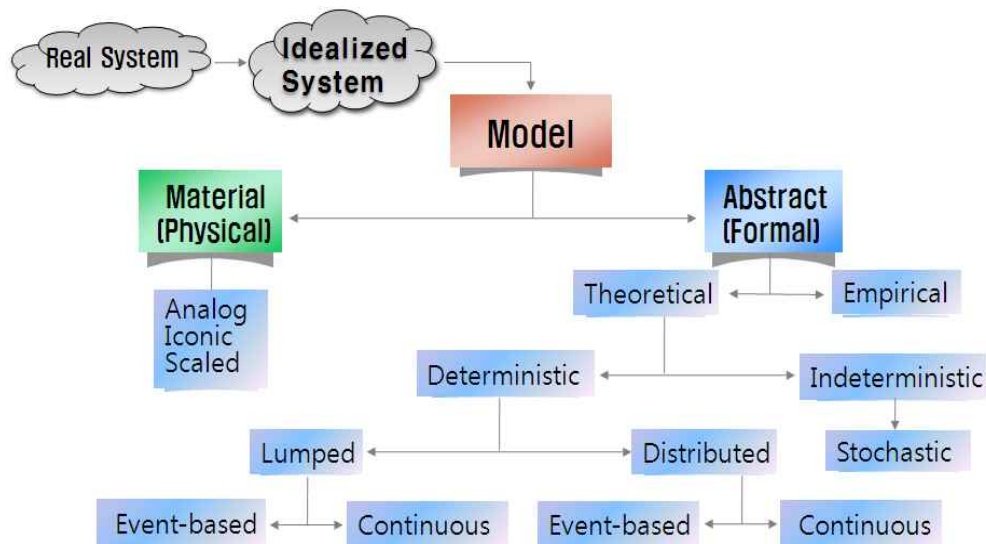 Real System
Idealized
System
Model
Material
(Physical)
Abstract
(Formal)
Analog
Iconic
Scaled
Theoretical
Empirical
Deterministic
Indeterministic
Lumped
Distributed
Stochastic
Event-based
Continuous
Event-based
Continuous